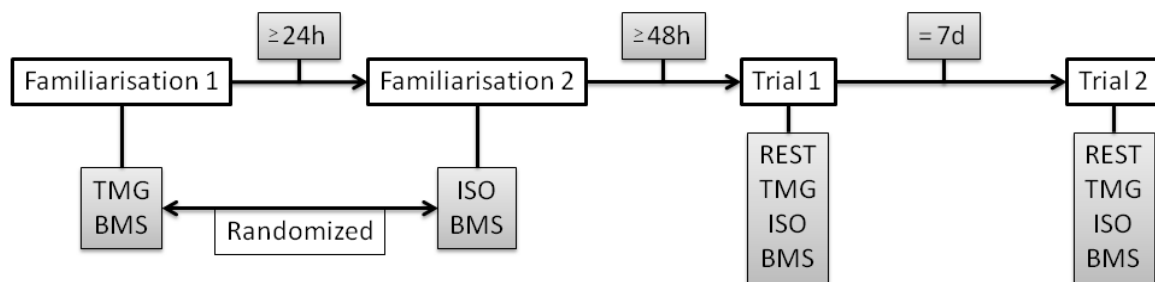 ≥24h
≥48h
= 7d
Familiarisation 1
Familiarisation 2
Trial 1
Trial 2
TMG
BMS
Randomized
ISO
BMS
REST
TMG
ISO
BMS
REST
TMG
ISO
BMS